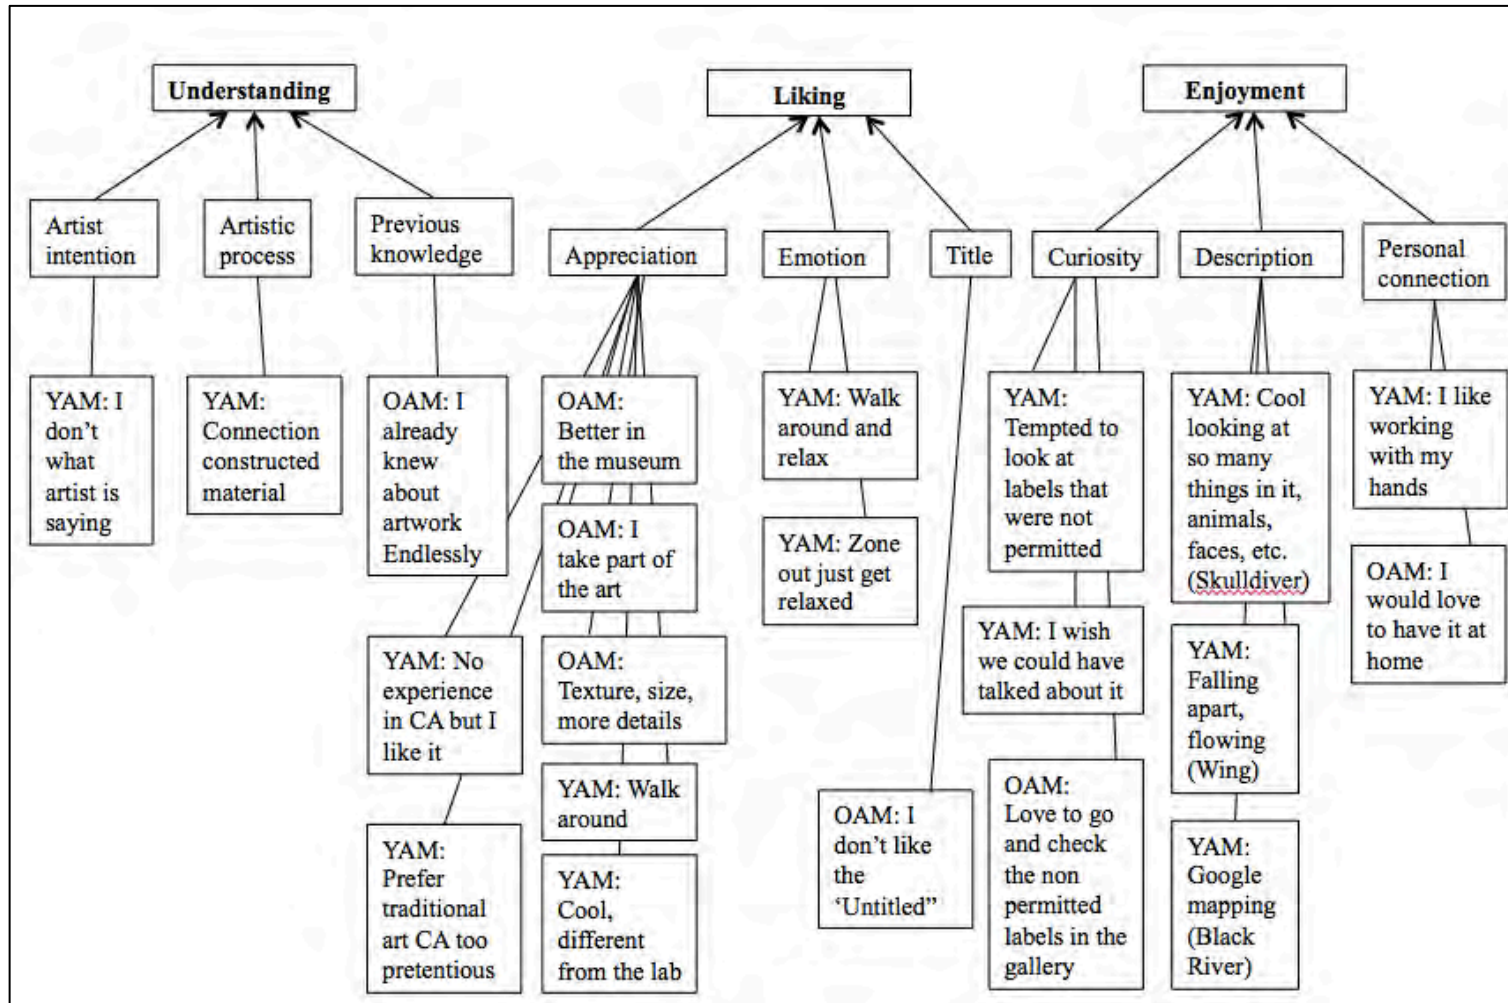 Understanding
Liking
Enjoyment
Artist
intention
Artistic
process
Previous
knowledge
Appreciation
Emotion
Title
Curiosity
Description
Personal
connection
YAM: I
don’t
what
artist is
saying
YAM:
Connection
constructed
material
OAM: I
already
knew
about
artwork
Endlessly
YAM: No
experience
in CA but I
like it
YAM:
Prefer
traditional
art CA too
pretentious
OAM:
Better in
the museum
OAM: I
take part of
the art
OAM:
Texture, size,
more details
YAM: Walk
around
YAM:
Cool,
different
from the lab
YAM: Walk
around and
relax
YAM: Zone
out just get
relaxed
OAM: I
don’t like
the
‘Untitled”
YAM:
Tempted to
look at
labels that
were not
permitted
YAM: I wish
we could have
talked about it
OAM:
Love to go
and check
the non
permitted
labels in the
gallery
YAM: Cool
looking at
so many
things in it,
animals,
faces, etc.
(Skulldiver)
YAM:
Falling
apart,
flowing
(Wing)
YAM:
Google
mapping
(Black
River)
YAM: I like
working
with my
hands
OAM: I
would love
to have it at
home